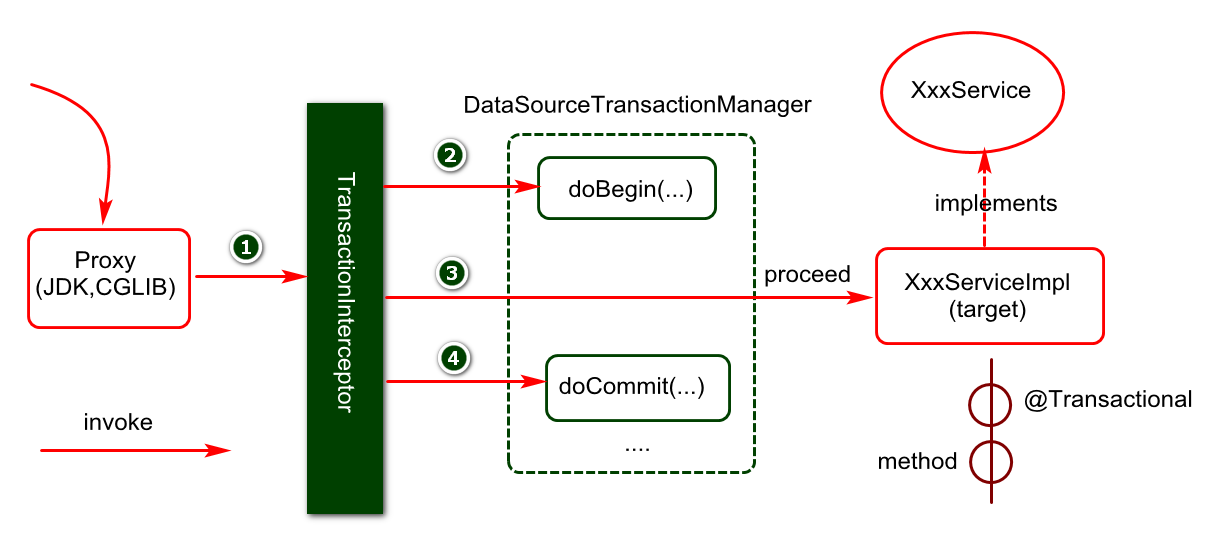 XxxService
DataSourceTransactionManager
2
doBegin(...)
implements
Proxy
(JDK,CGLIB)
1
TransactionInterceptor
3
proceed
XxxServiceImpl
(target)
4
doCommit(...)
@Transactional
invoke
....
method